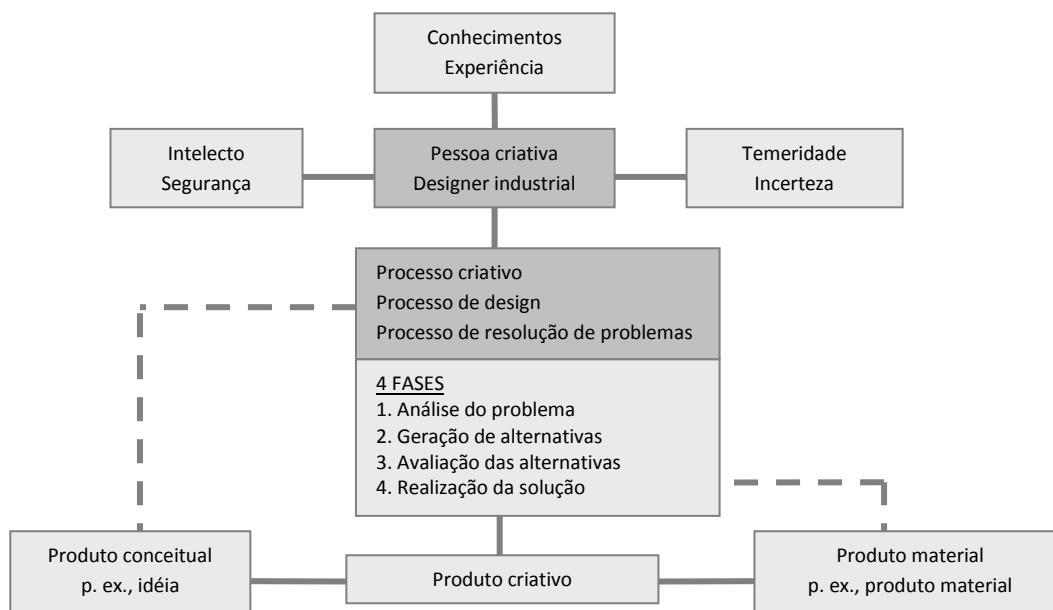 Conhecimentos
Experiência
Intelecto
Segurança
Pessoa criativa
Designer industrial
Temeridade
Incerteza
Processo criativo
Processo de design
Processo de resolução de problemas
4 FASES
1. Análise do problema
2. Geração de alternativas
3. Avaliação das alternativas
4. Realização da solução
Produto conceitual
p. ex., idéia
Produto criativo
Produto material
p. ex., produto material